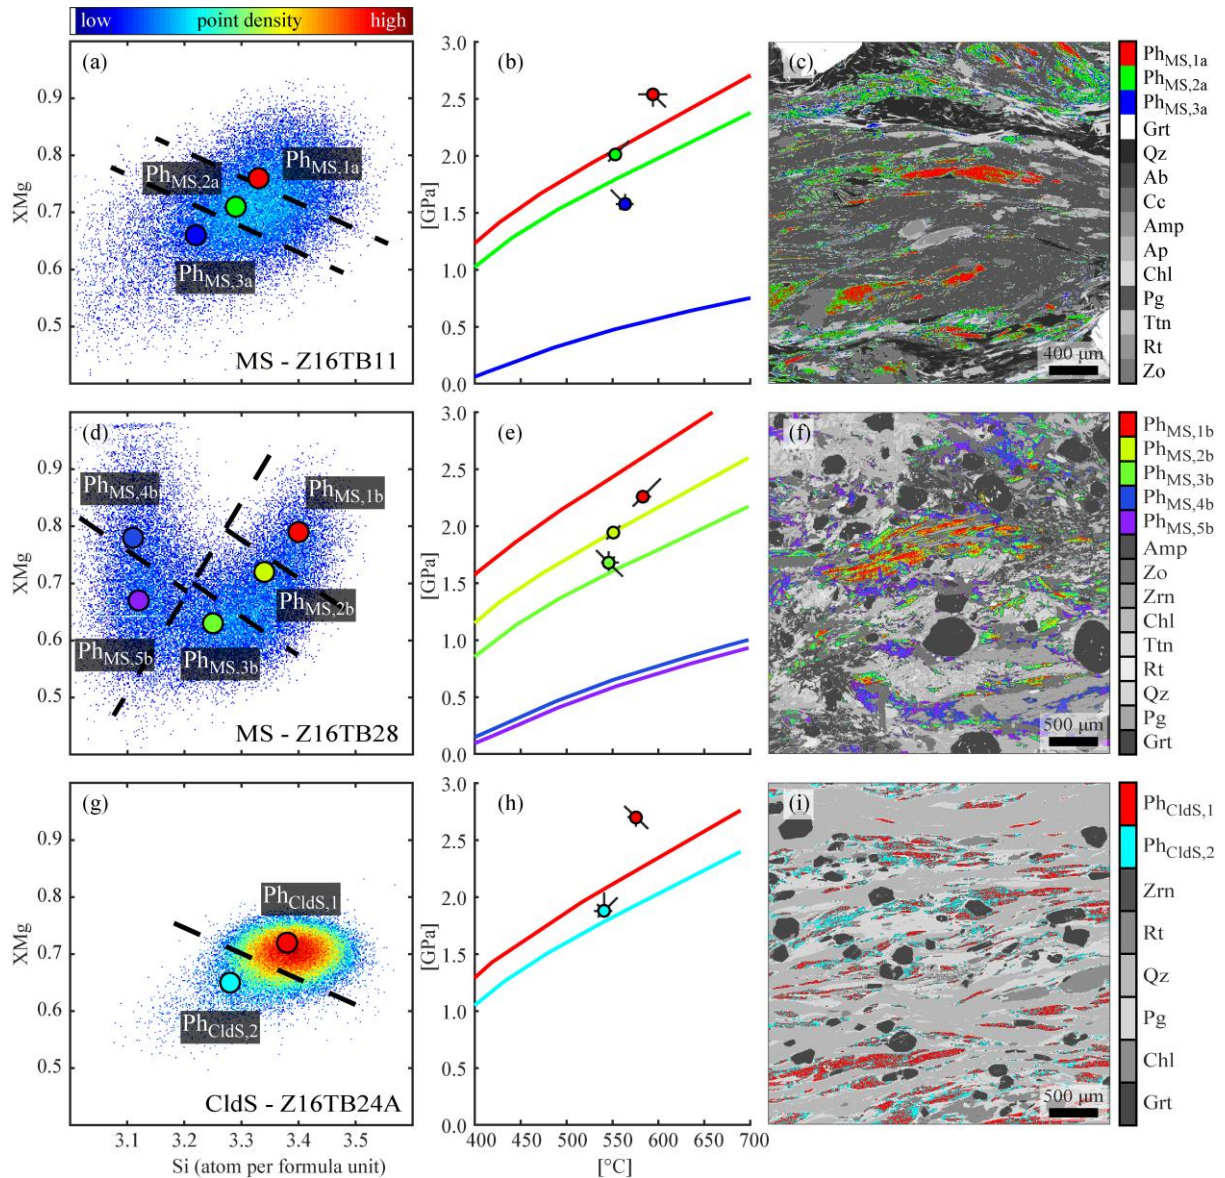 low point density high
(a)
XMg
0.9
0.8
0.7
0.6
0.5
PhMS,2a
PhMS,1a
PhMS,3a
MS - Z16TB11
(b)
[GPa]
3.0
2.5
2.0
1.5
1.0
0.5
0.0
(c)
400 µm
PhMS,1a
PhMS,2a
PhMS,3a
Grt
Qz
Ab
Cc
Amp
Ap
Chl
Pg
Ttn
Rt
Zo
(d)
XMg
0.9
0.8
0.7
0.6
0.5
PhMS,4b
PhMS,1b
PhMS,2b
PhMS,5b
PhMS,3b
MS - Z16TB28
(e)
[GPa]
3.0
2.5
2.0
1.5
1.0
0.5
0.0
(f)
500 µm
PhMS,1b
PhMS,2b
PhMS,3b
PhMS,4b
PhMS,5b
Amp
Zo
Zrn
Chl
Ttn
Rt
Qz
Pg
Grt
(g)
XMg
0.9
0.8
0.7
0.6
0.5
PhCldS,1
PhCldS,2
CldS - Z16TB24A
3.1 3.2 3.3 3.4 3.5
Si (atom per formula unit)
(h)
[GPa]
3.0
2.5
2.0
1.5
1.0
0.5
0.0
400 450 500 550 600 650 700
[°C]
(i)
500 µm
PhCldS,1
PhCldS,2
Zrn
Rt
Qz
Pg
Chl
Grt